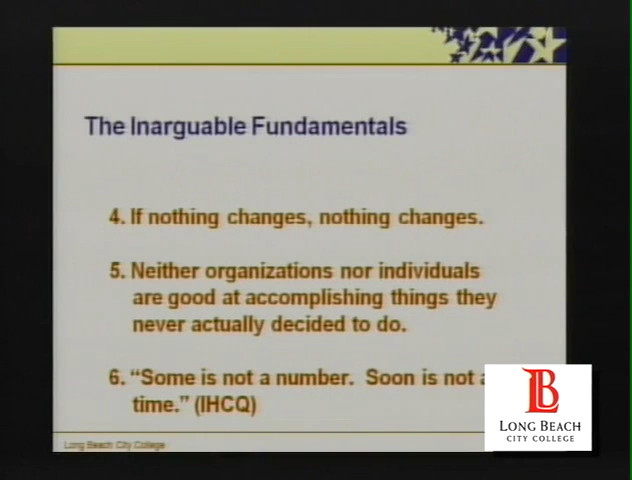 The Inarguable Fundamentals
4. If nothing changes, nothing changes.
5. Neither organizations nor individuals
are good at accomplishing things they
never actually decided to do.
6. “Some is not a number. Soon is not a
time.” (IHCQ)
Long Beach City College
LB
LONG BEACH
CITY COLLEGE